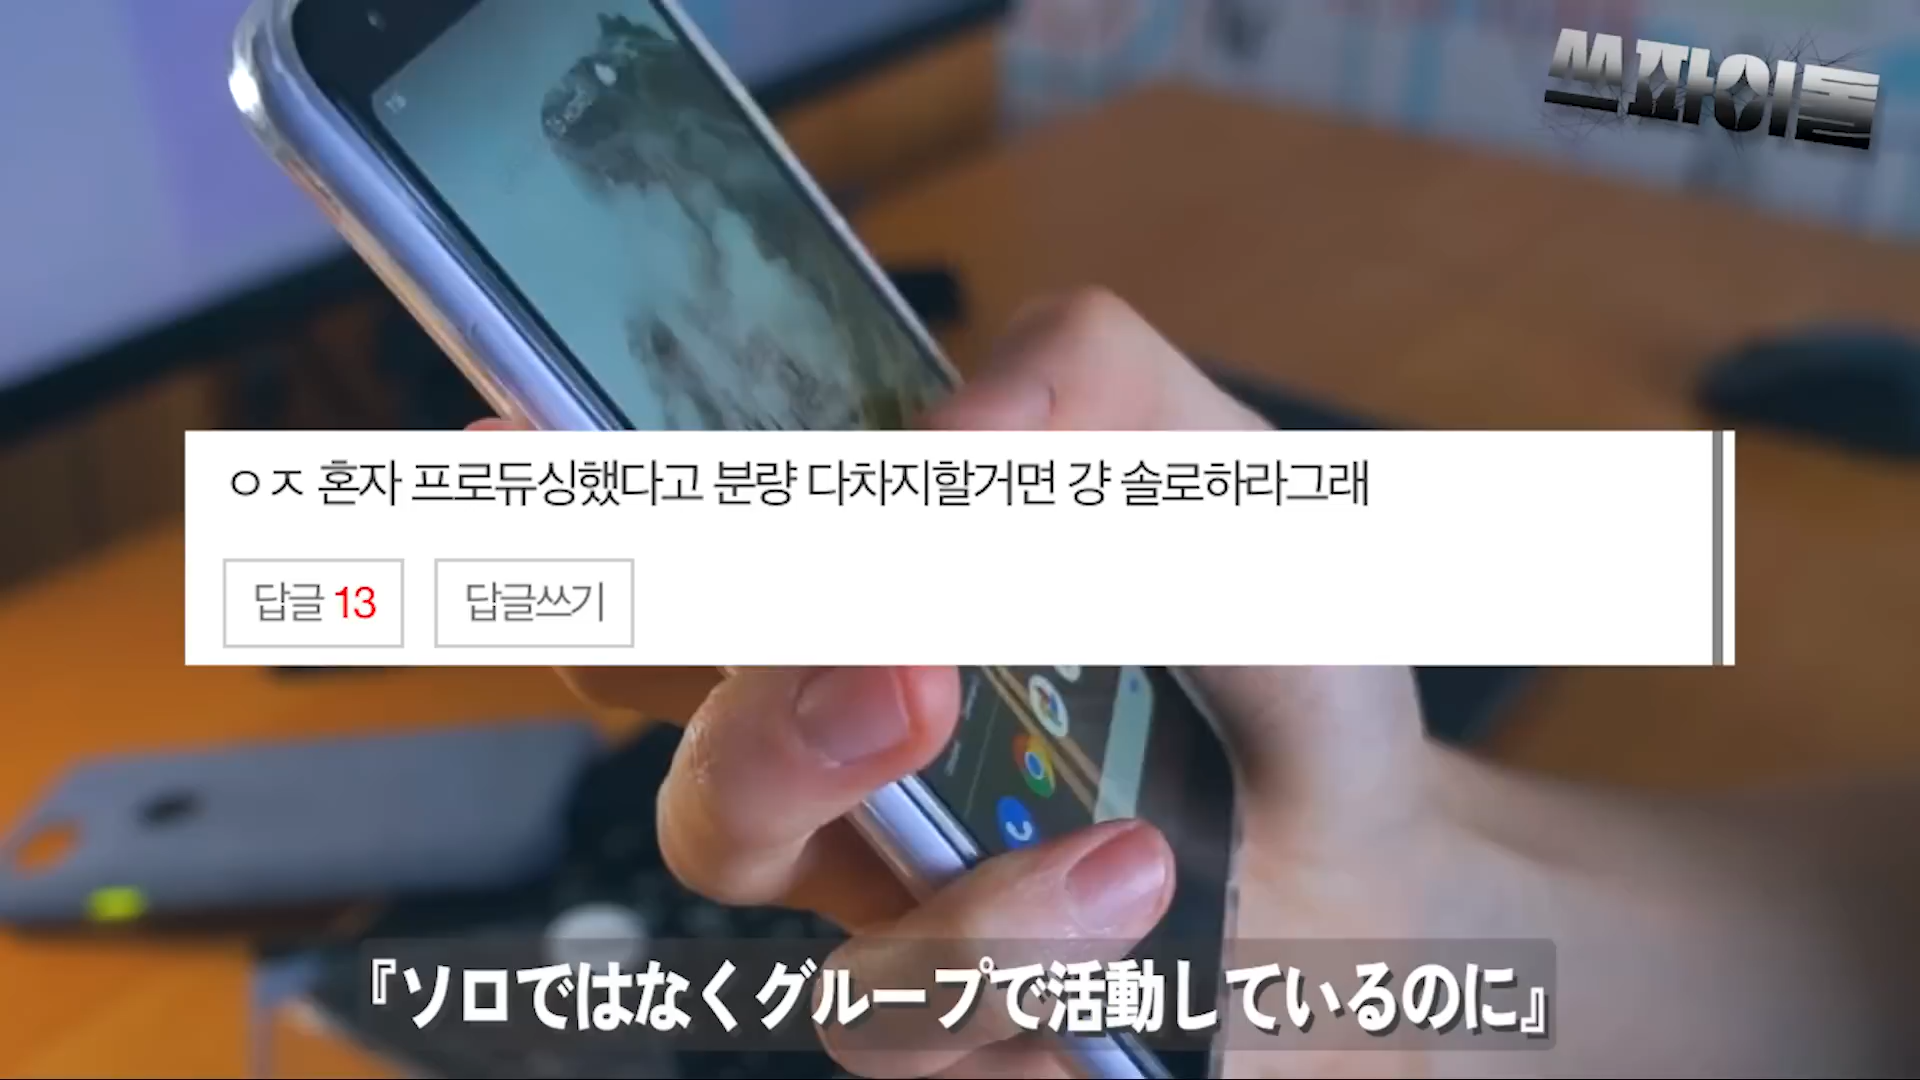 쓰파이돌
ㅇㅈ 혼자 프로듀싱했다고 분량 다차지할거면 걍 솔로하라그래
답글 13
답글쓰기
『ソロではなくグループで活動しているのに』